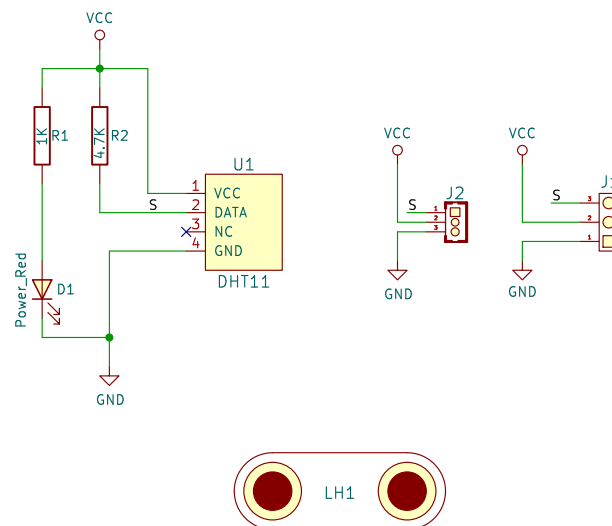 VCC
1K
R1
4.7K
R2
S
U1
1
VCC
2
DATA
3
NC
4
GND
DHT11
Power_Red
D1
GND
VCC
J2
S
1
2
3
GND
VCC
S
3
2
1
GND
LH1